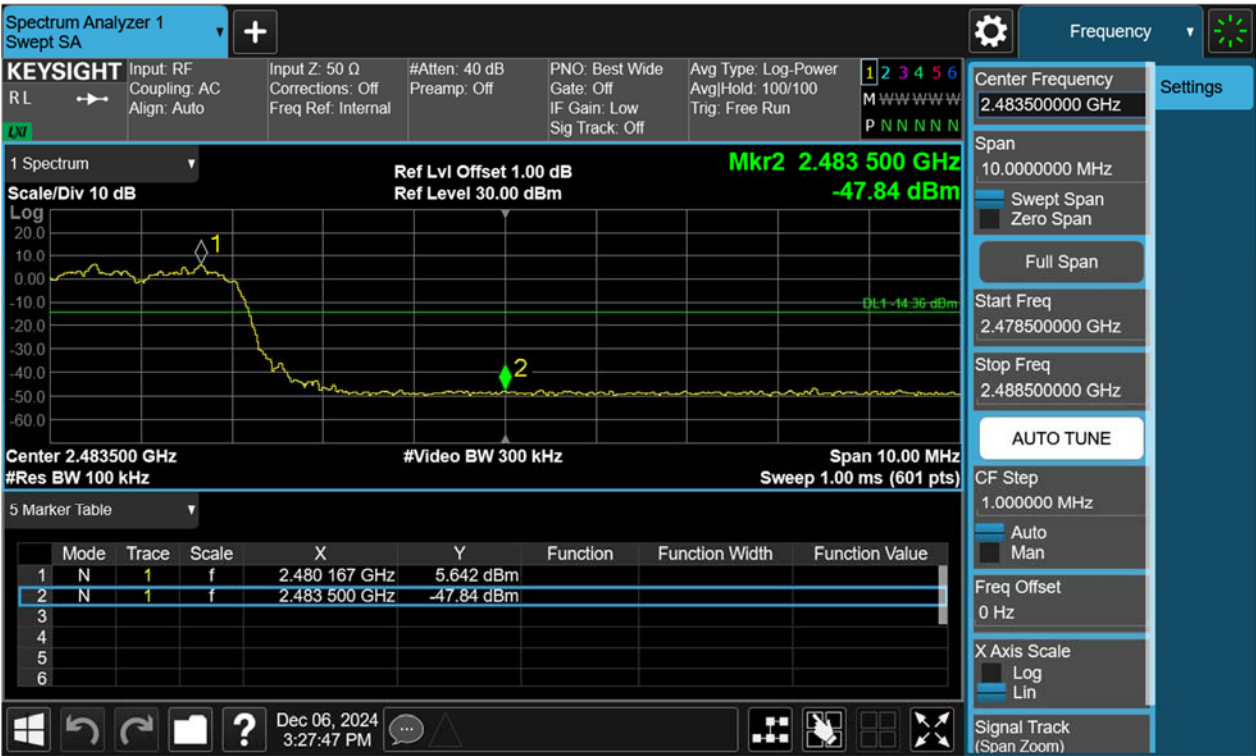 Spectrum Analyzer 1
Swept SA
+
Frequency
KEYSIGHT
R L
LXI
Input: RF
Coupling: AC
Align: Auto
Input Z: 50 Ω
Corrections: Off
Freq Ref: Internal
#Atten: 40 dB
Preamp: Off
PNO: Best Wide
Gate: Off
IF Gain: Low
Sig Track: Off
Avg Type: Log-Power
Avg|Hold: 100/100
Trig: Free Run
1 2 3 4 5 6
M W W W W W
P N N N N N
1 Spectrum
Ref Lvl Offset 1.00 dB
Mkr2 2.483 500 GHz
Scale/Div 10 dB
Ref Level 30.00 dBm
-47.84 dBm
Log
20.0
10.0
0.00
-10.0
-20.0
-30.0
-40.0
-50.0
-60.0
1
DL1 -14.36 dBm
2
Center 2.483500 GHz
#Video BW 300 kHz
Span 10.00 MHz
#Res BW 100 kHz
Sweep 1.00 ms (601 pts)
5 Marker Table
Mode Trace Scale X Y Function Function Width Function Value
1 N 1 f 2.480 167 GHz 5.642 dBm
2 N 1 f 2.483 500 GHz -47.84 dBm
3
4
5
6
?
Dec 06, 2024
3:27:47 PM
Center Frequency
2.483500000 GHz
Settings
Span
10.0000000 MHz
Swept Span
Zero Span
Full Span
Start Freq
2.478500000 GHz
Stop Freq
2.488500000 GHz
AUTO TUNE
CF Step
1.000000 MHz
Auto
Man
Freq Offset
0 Hz
X Axis Scale
Log
Lin
Signal Track
(Span Zoom)